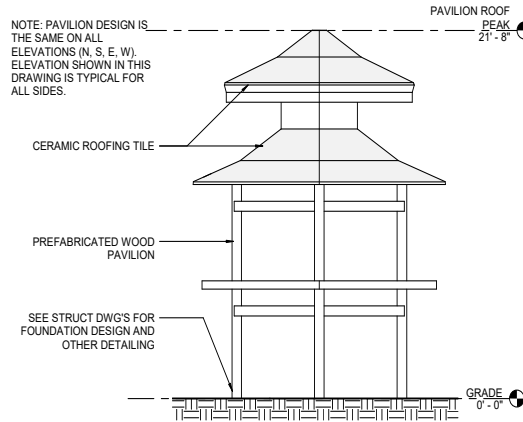 NOTE: PAVILION DESIGN IS
THE SAME ON ALL
ELEVATIONS (N, S, E, W).
ELEVATION SHOWN IN THIS
DRAWING IS TYPICAL FOR
ALL SIDES.
PAVILION ROOF
PEAK
21' - 8"
CERAMIC ROOFING TILE
PREFABRICATED WOOD
PAVILION
SEE STRUCT DWG'S FOR
FOUNDATION DESIGN AND
OTHER DETAILING
GRADE
0' - 0"